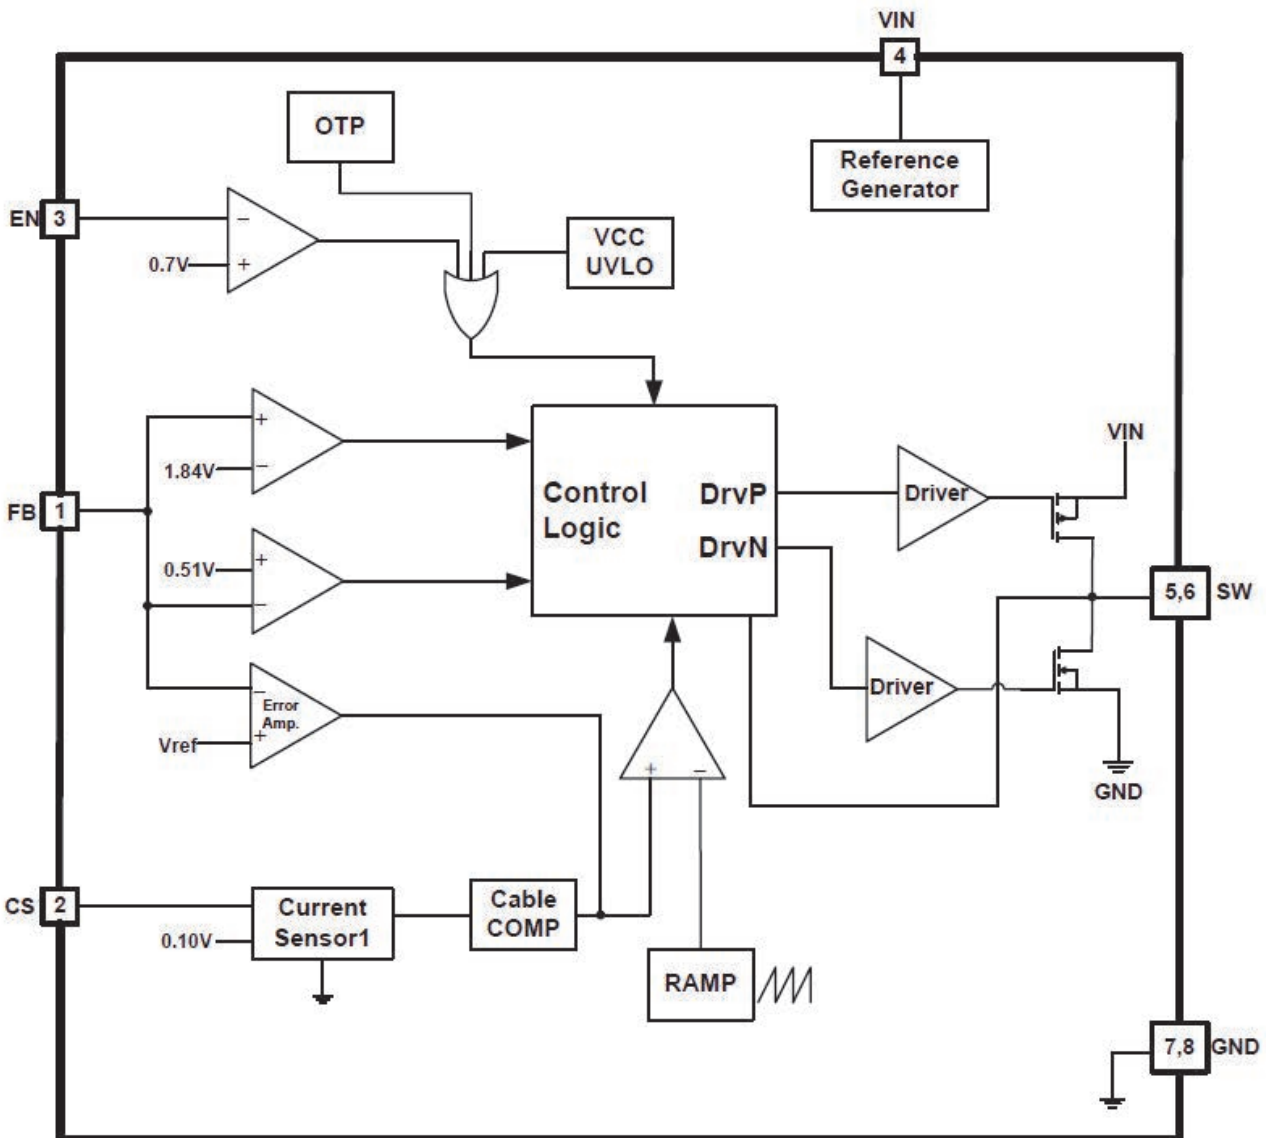 VIN
4
OTP
Reference
Generator
EN 3
−
0.7V
+
VCC
UVLO
+
1.84V
−
FB 1
0.51V
+
−
Control
Logic
DrvP
DrvN
Driver
VIN
5,6 SW
Driver
GND
−
Error
Amp.
Vref
+
+ −
CS 2
Current
Sensor1
0.10V
Cable
COMP
RAMP
7,8 GND